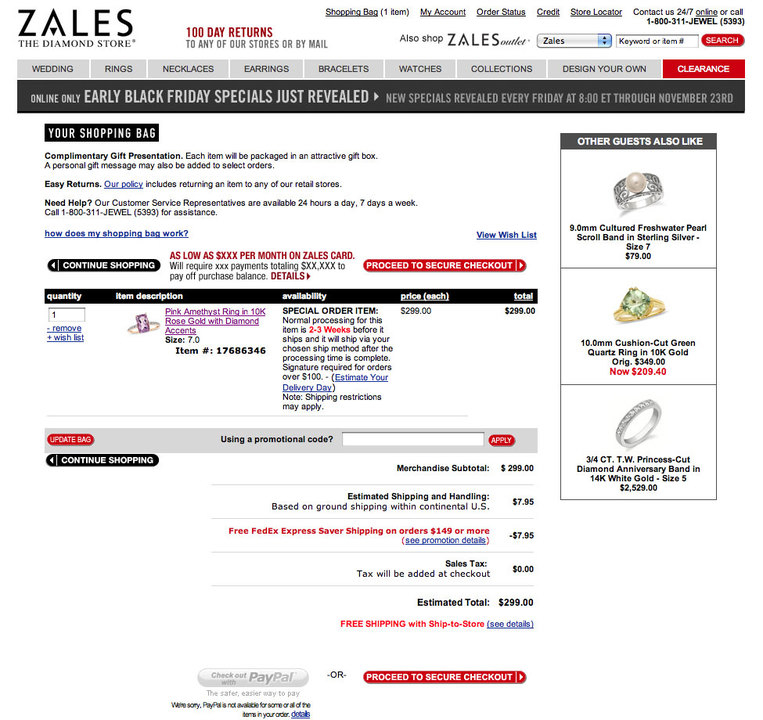 ZALES
THE DIAMOND STORE®
100 DAY RETURNS
TO ANY OF OUR STORES OR BY MAIL
Shopping Bag (1 item) My Account Order Status Credit Store Locator Contact us 24/7 online or call
1-800-311-JEWEL (5393)
Also shop ZALES outlet® Zales Keyword or item # SEARCH
WEDDING RINGS NECKLACES EARRINGS BRACELETS WATCHES COLLECTIONS DESIGN YOUR OWN CLEARANCE
ONLINE ONLY EARLY BLACK FRIDAY SPECIALS JUST REVEALED NEW SPECIALS REVEALED EVERY FRIDAY AT 8:00 ET THROUGH NOVEMBER 23RD
YOUR SHOPPING BAG
Complimentary Gift Presentation. Each item will be packaged in an attractive gift box.
A personal gift message may also be added to select orders.
Easy Returns. Our policy includes returning an item to any of our retail stores.
Need Help? Our Customer Service Representatives are available 24 hours a day, 7 days a week.
Call 1-800-311-JEWEL (5393) for assistance.
how does my shopping bag work?
View Wish List
CONTINUE SHOPPING
AS LOW AS $XXX PER MONTH ON ZALES CARD.
Will require xxx payments totaling $XX,XXX to
pay off purchase balance. DETAILS
PROCEED TO SECURE CHECKOUT
quantity item description availability price (each) total
1
- remove
+ wish list
Pink Amethyst Ring in 10K
Rose Gold with Diamond
Accents
Size: 7.0
Item #: 17686346
SPECIAL ORDER ITEM:
Normal processing for this
item is 2-3 Weeks before it
ships and it will ship via your
chosen ship method after the
processing time is complete.
Signature required for orders
over $100. - (Estimate Your
Delivery Day)
Note: Shipping restrictions
may apply.
$299.00
$299.00
UPDATE BAG Using a promotional code? APPLY
CONTINUE SHOPPING
Merchandise Subtotal: $ 299.00
Estimated Shipping and Handling:
Based on ground shipping within continental U.S.
$7.95
Free FedEx Express Saver Shipping on orders $149 or more
(see promotion details)
-$7.95
Sales Tax:
Tax will be added at checkout
$0.00
Estimated Total: $299.00
FREE SHIPPING with Ship-to-Store (see details)
Check out
with PayPal
The safer, easier way to pay
We're sorry, PayPal is not available for some or all of the
items in your order. details
-OR-
PROCEED TO SECURE CHECKOUT
OTHER GUESTS ALSO LIKE
9.0mm Cultured Freshwater Pearl
Scroll Band in Sterling Silver -
Size 7
$79.00
10.0mm Cushion-Cut Green
Quartz Ring in 10K Gold
Orig. $349.00
Now $209.40
3/4 CT. T.W. Princess-Cut
Diamond Anniversary Band in
14K White Gold - Size 5
$2,529.00